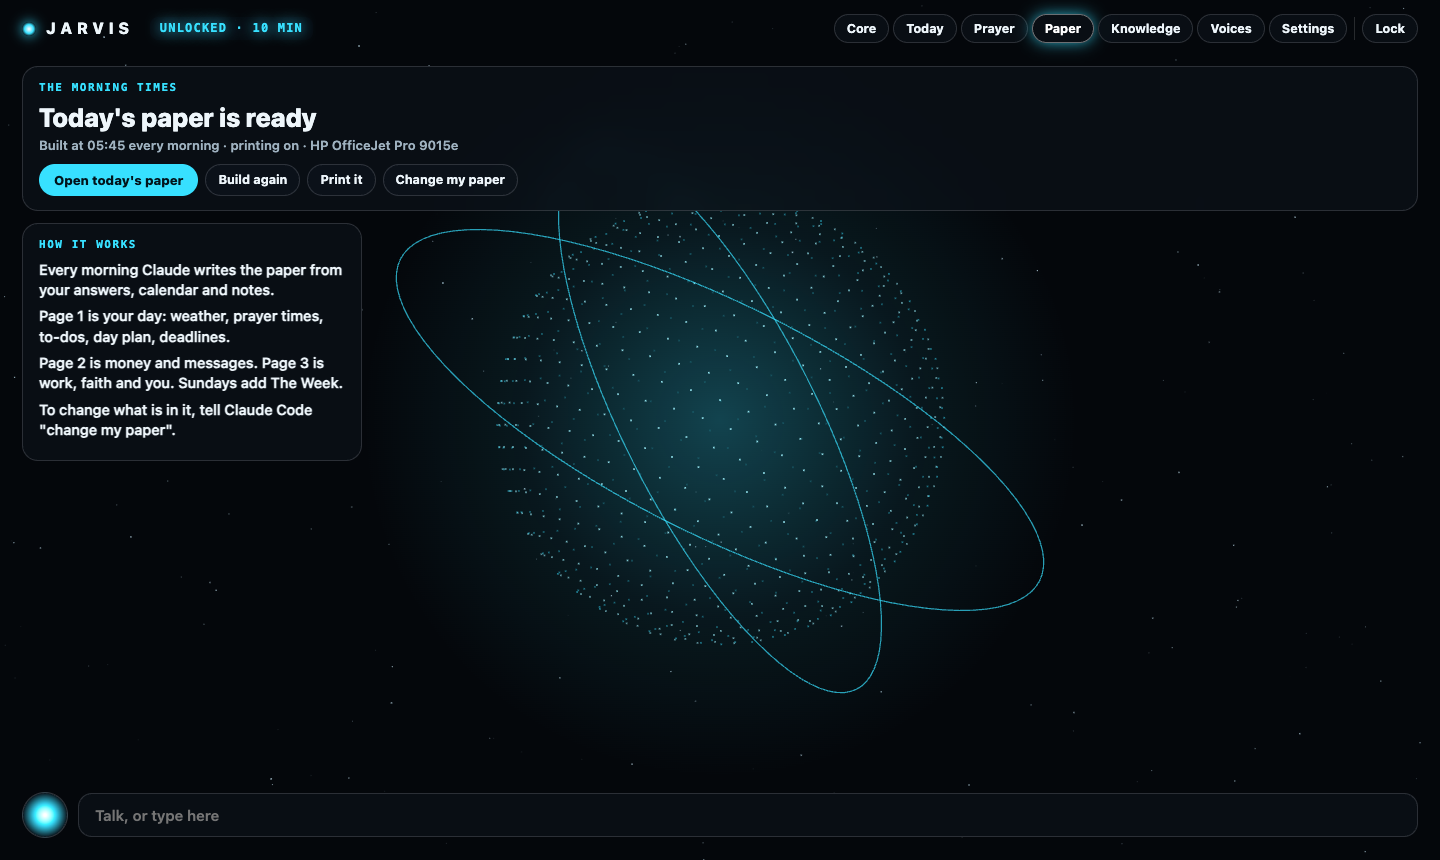 JARVIS
UNLOCKED · 10 MIN
Core
Today
Prayer
Paper
Knowledge
Voices
Settings
Lock
THE MORNING TIMES
Today's paper is ready
Built at 05:45 every morning · printing on · HP OfficeJet Pro 9015e
Open today's paper
Build again
Print it
Change my paper
HOW IT WORKS
Every morning Claude writes the paper from
your answers, calendar and notes.
Page 1 is your day: weather, prayer times,
to-dos, day plan, deadlines.
Page 2 is money and messages. Page 3 is
work, faith and you. Sundays add The Week.
To change what is in it, tell Claude Code
"change my paper".
Talk, or type here